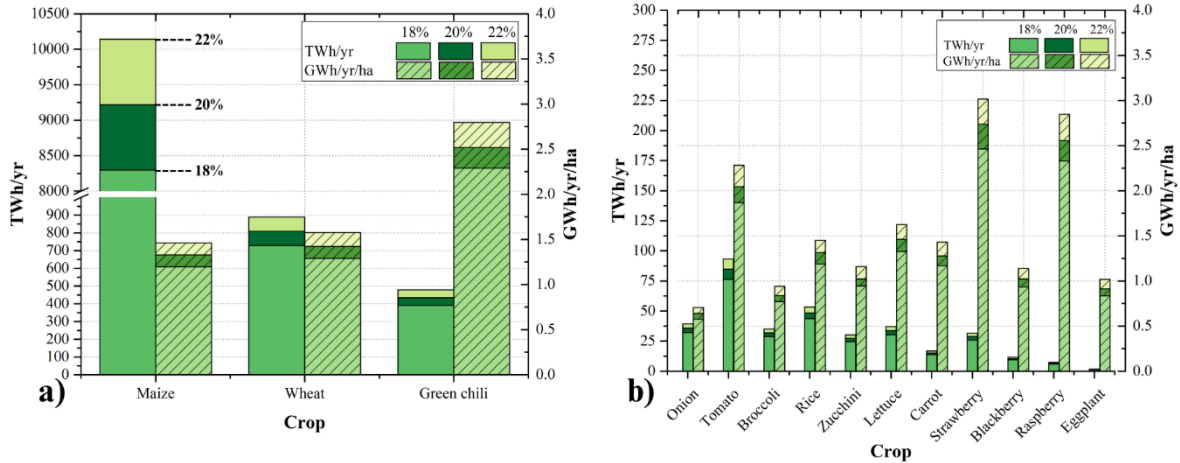 18% 20% 22%
TWh/yr
GWh/yr/ha
22%
20%
18%
10500
10000
9500
9000
8500
8000
900
800
700
600
500
400
300
200
100
0
TWh/yr
4.0
3.5
3.0
2.5
2.0
1.5
1.0
0.5
0.0
GWh/yr/ha
Maize Wheat Green chili
Crop
a)
18% 20% 22%
TWh/yr
GWh/yr/ha
300
275
250
225
200
175
150
125
100
75
50
25
0
TWh/yr
4.0
3.5
3.0
2.5
2.0
1.5
1.0
0.5
0.0
GWh/yr/ha
Onion
Tomato
Broccoli
Rice
Zucchini
Lettuce
Carrot
Strawberry
Blackberry
Raspberry
Eggplant
Crop
b)